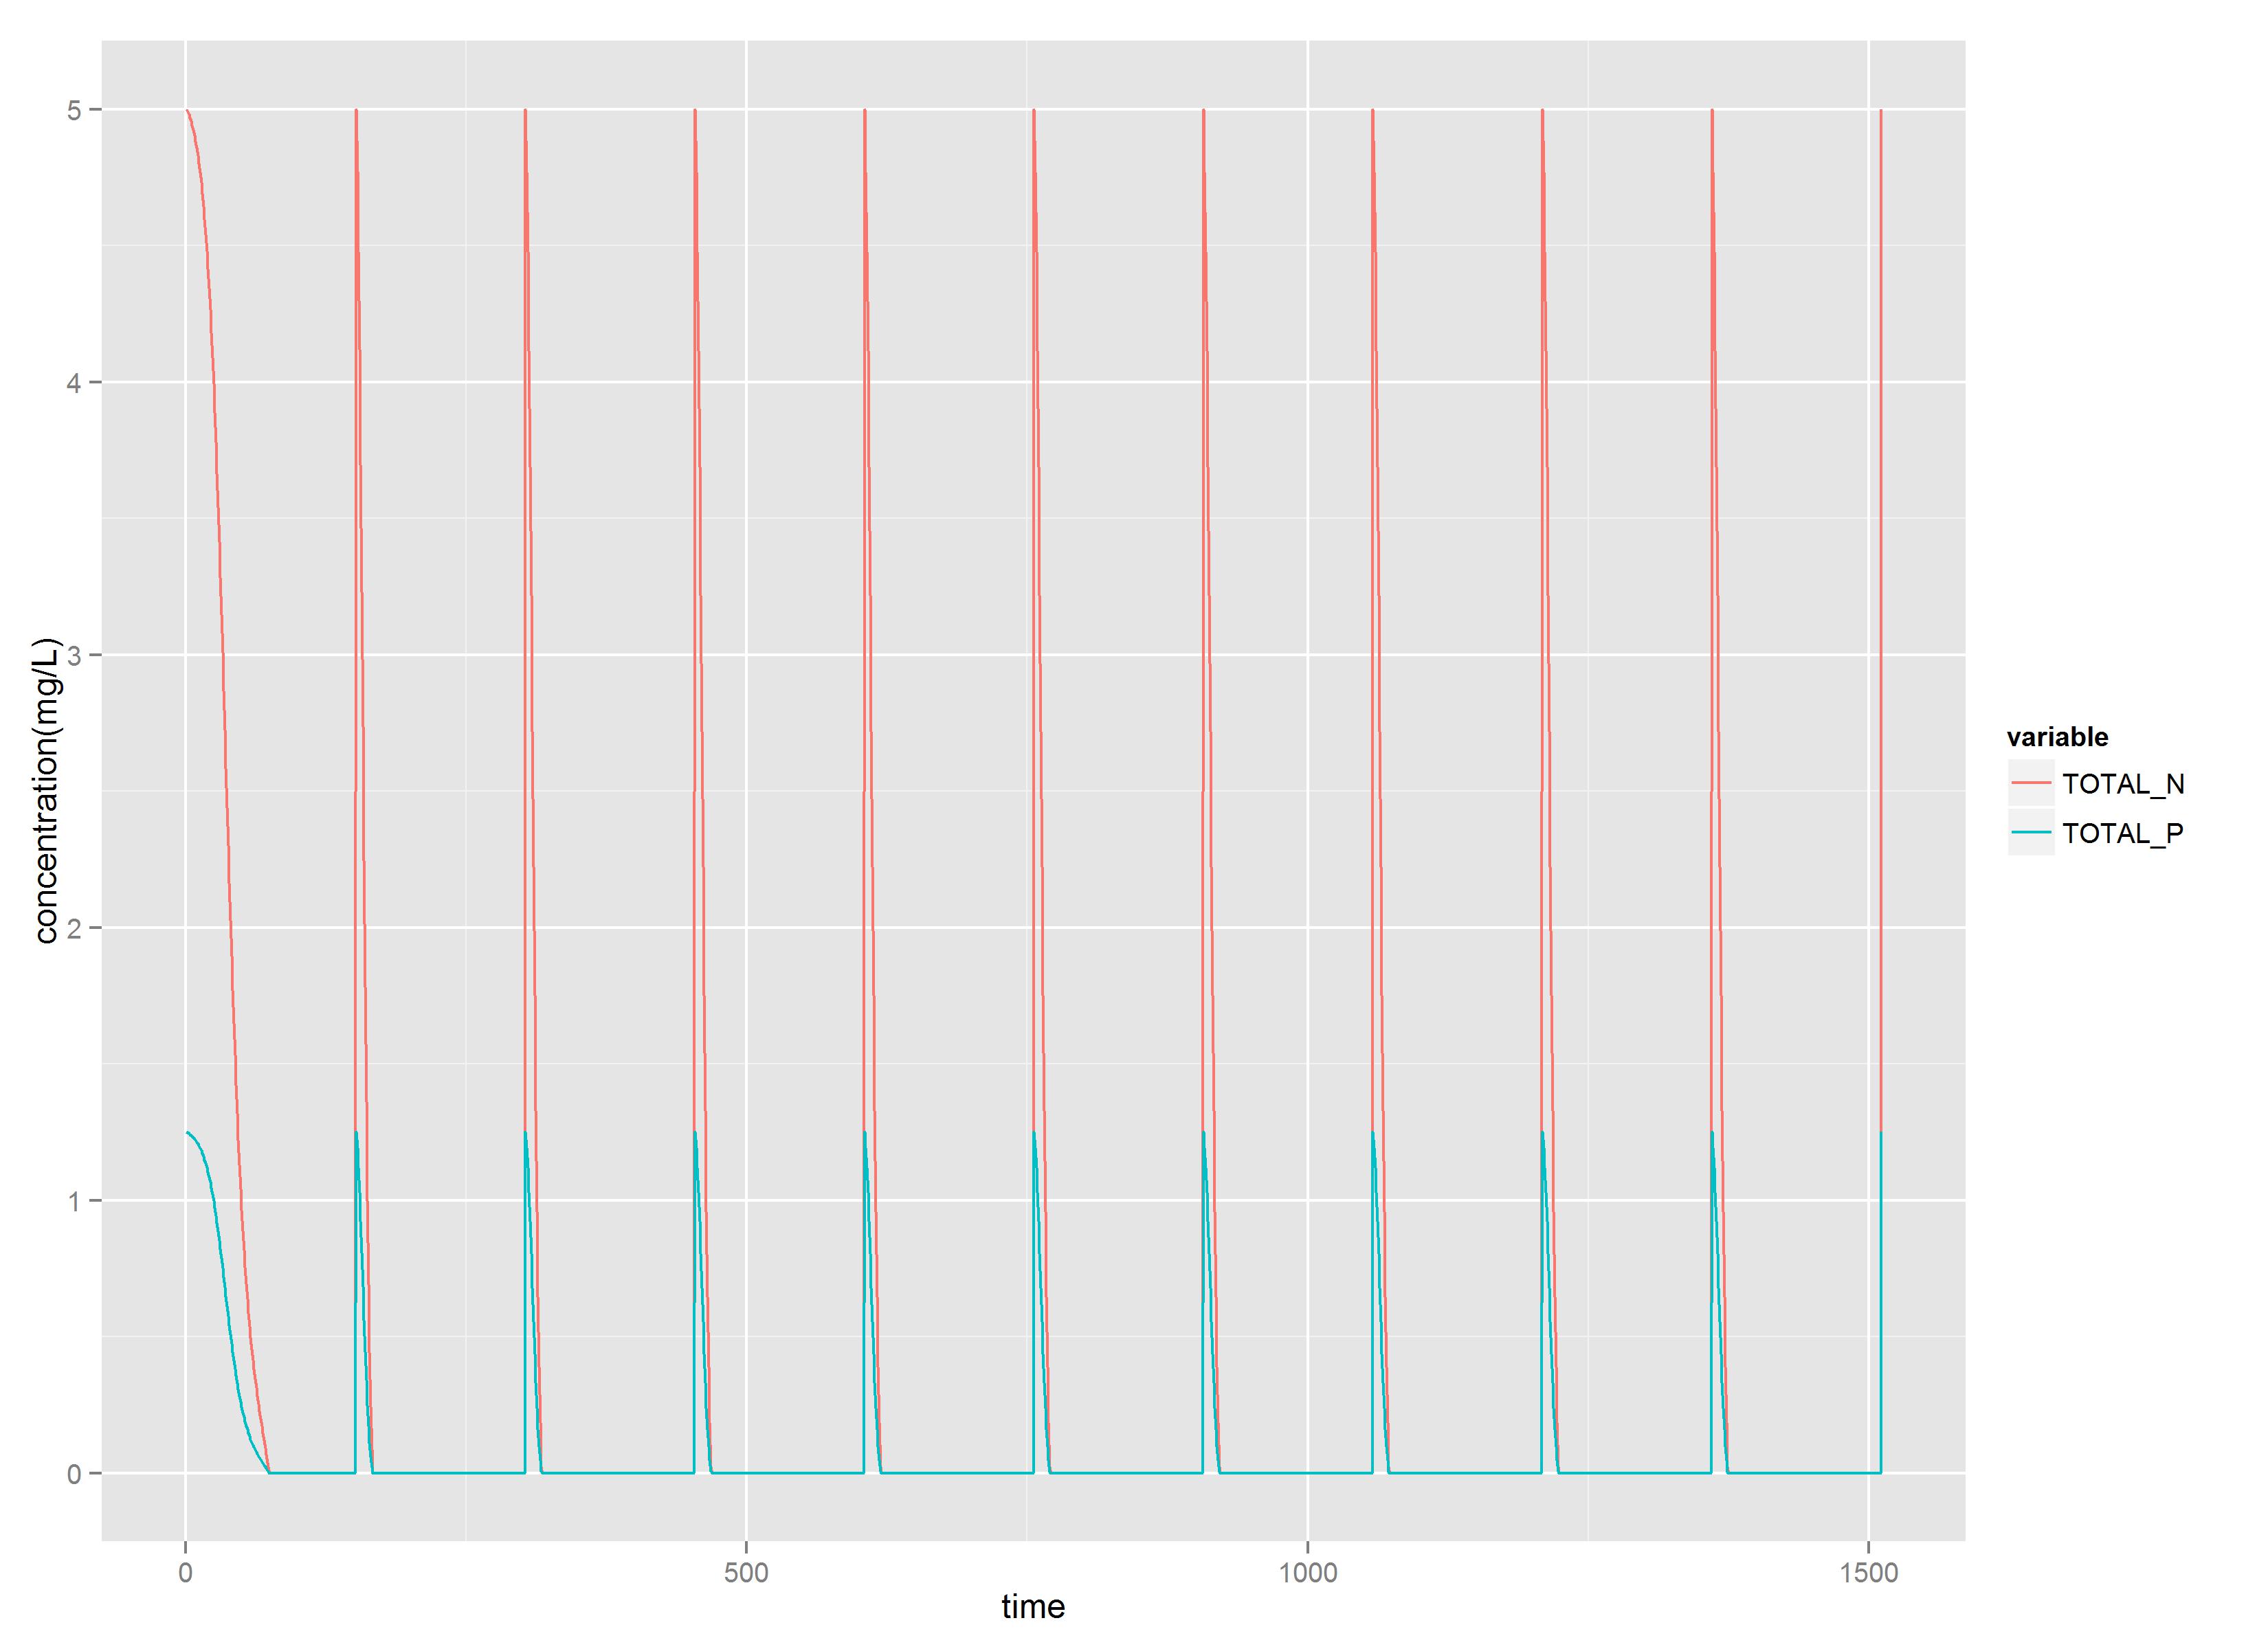 5
4
3
2
1
0
concentration(mg/L)
0 500 1000 1500
time
variable
TOTAL_N
TOTAL_P